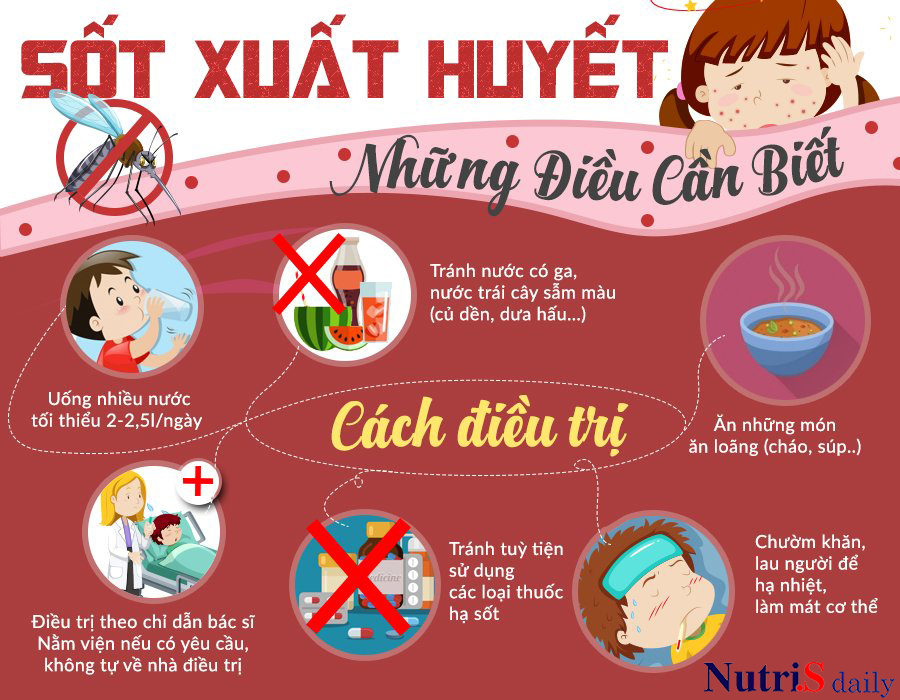 SỐT XUẤT HUYẾT
Những Điều Cần Biết
Uống nhiều nước
tối thiểu 2-2,5l/ngày
Tránh nước có ga,
nước trái cây sẫm màu
(củ dền, dưa hấu...)
Ăn những món
ăn loãng (cháo, súp..)
Cách điều trị
Điều trị theo chỉ dẫn bác sĩ
Nằm viện nếu có yêu cầu,
không tự về nhà điều trị
medicine
Tránh tuỳ tiện
sử dụng
các loại thuốc
hạ sốt
Chườm khăn,
lau người để
hạ nhiệt,
làm mát cơ thể
Nutri.S daily